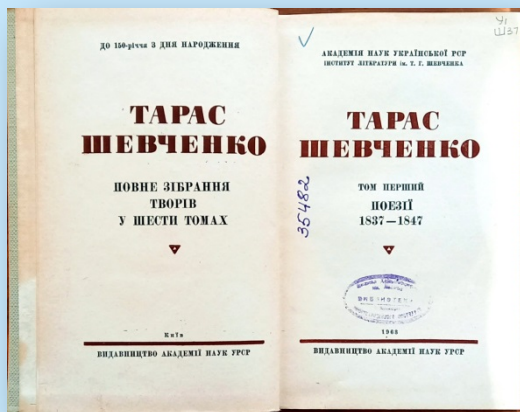 ДО 150-річчя З ДНЯ НАРОДЖЕННЯ
ТАРАС
ШЕВЧЕНКО
ПОВНЕ ЗІБРАННЯ
ТВОРІВ
У ШЕСТИ ТОМАХ
Київ
ВИДАВНИЦТВО АКАДЕМІЇ НАУК УРСР
У1
Ш37
АКАДЕМІЯ НАУК УКРАЇНСЬКОЇ РСР
ІНСТИТУТ ЛІТЕРАТУРИ ім. Т. Г. ШЕВЧЕНКА
ТАРАС
ШЕВЧЕНКО
ТОМ ПЕРШИЙ
ПОЕЗІЇ
1837—1847
35482
1963
ВИДАВНИЦТВО АКАДЕМІЇ НАУК УРСР